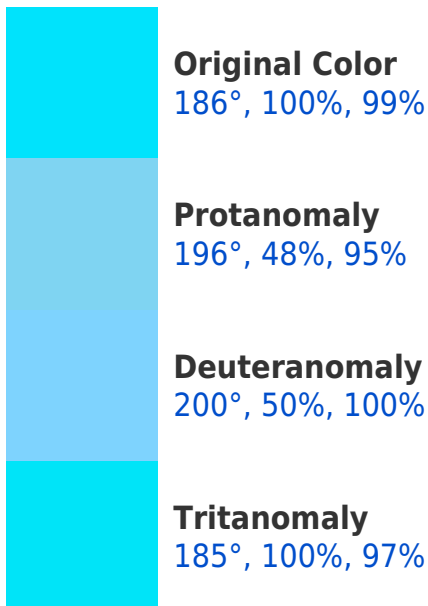 Original Color
186°, 100%, 99%
Protanomaly
196°, 48%, 95%
Deuteranomaly
200°, 50%, 100%
Tritanomaly
185°, 100%, 97%